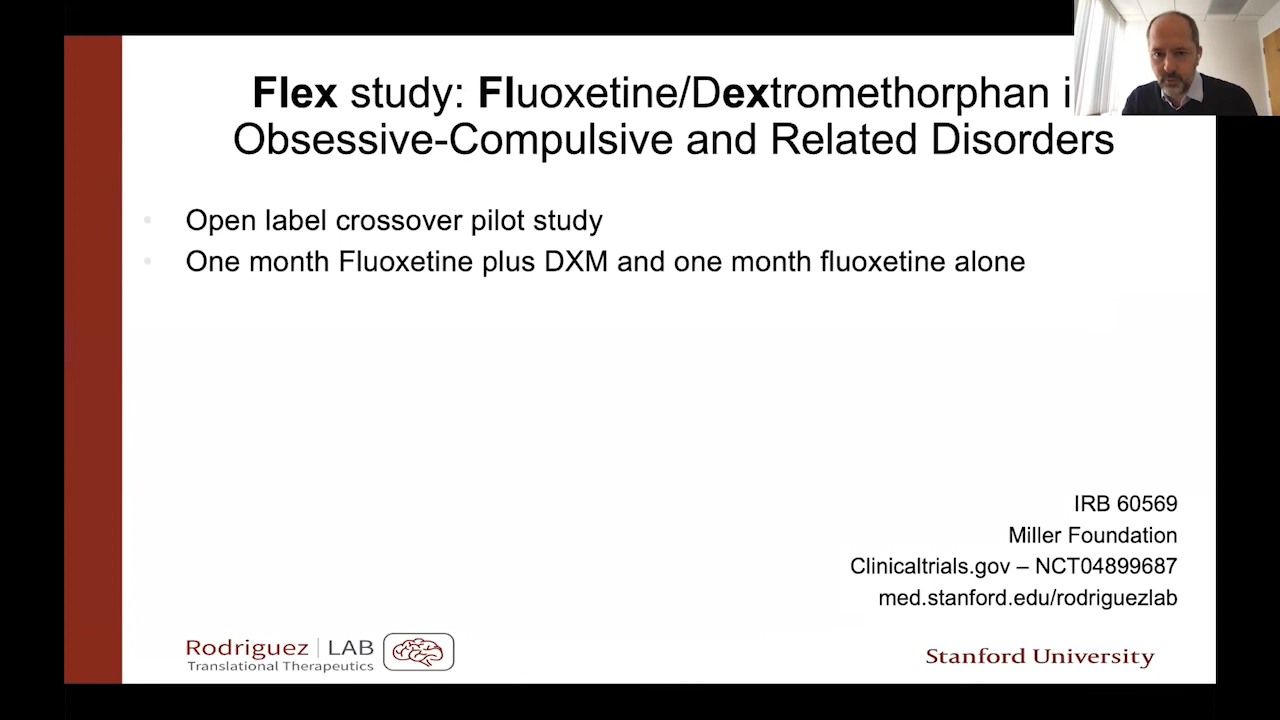 Flex study: Fluoxetine/Dextromethorphan i
Obsessive-Compulsive and Related Disorders
• Open label crossover pilot study
• One month Fluoxetine plus DXM and one month fluoxetine alone
IRB 60569
Miller Foundation
Clinicaltrials.gov – NCT04899687
med.stanford.edu/rodriguezlab
Rodriguez | LAB
Translational Therapeutics
Stanford University